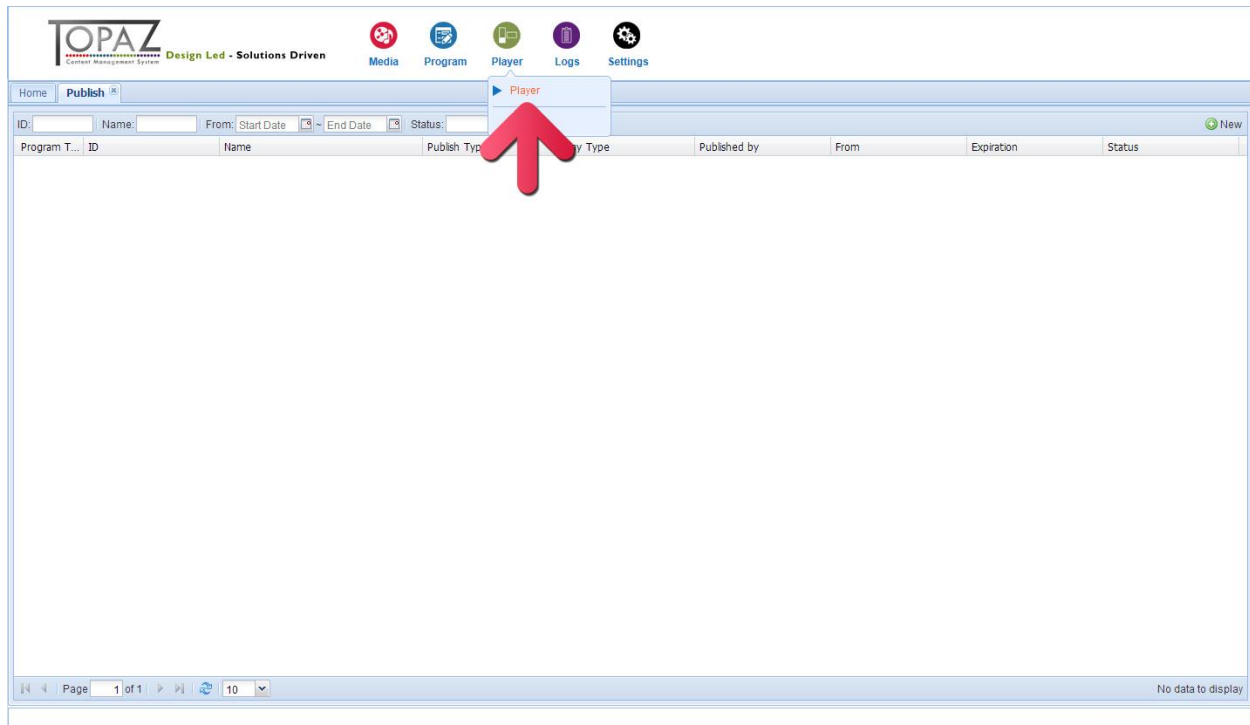 TOPAZ
Content Management System
Design Led - Solutions Driven
Media Program Player Logs Settings
Home Publish
Player
ID: Name: From: Start Date ~ End Date Status: New
Program T... ID Name Publish Typ y Type Published by From Expiration Status
Page 1 of 1 10 No data to display